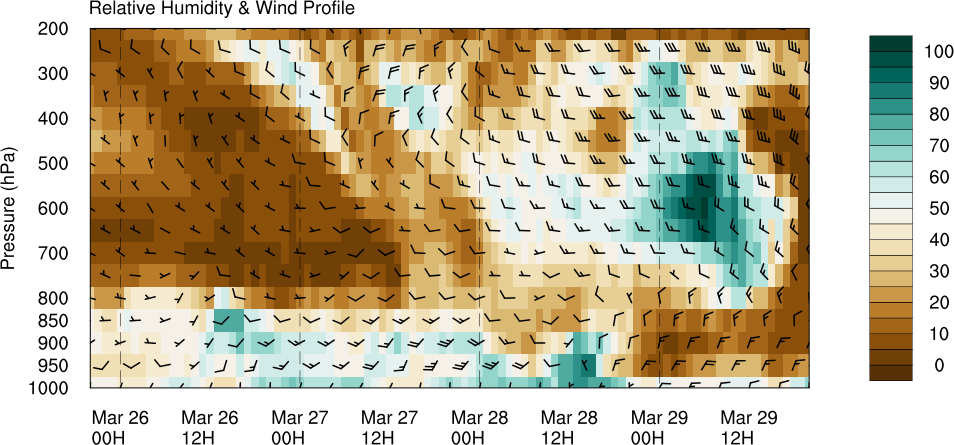 Relative Humidity & Wind Profile
200
300
400
500
600
700
800
850
900
950
1000
Pressure (hPa)
Mar 26 00H
Mar 26 12H
Mar 27 00H
Mar 27 12H
Mar 28 00H
Mar 28 12H
Mar 29 00H
Mar 29 12H
100
90
80
70
60
50
40
30
20
10
0